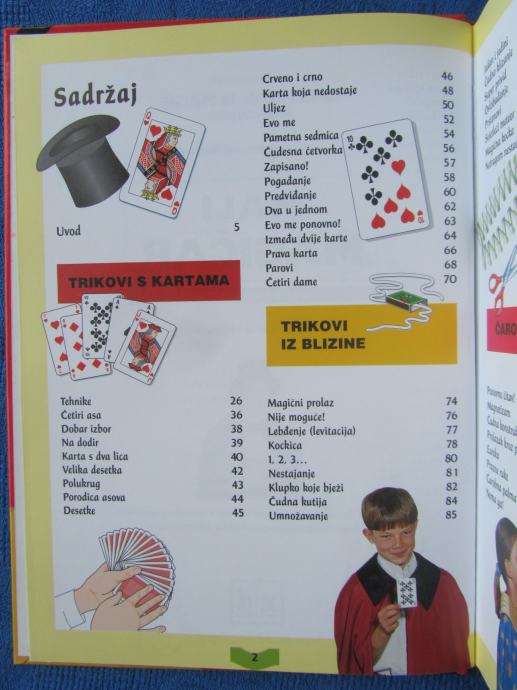 Sadržaj
Uvod 5
TRIKOVI S KARTAMA
Tehnike 26
Četiri asa 36
Dobar izbor 38
Na dodir 39
Karta s dva lica 40
Velika desetka 42
Polukrug 43
Porodica asova 44
Desetke 45
Crveno i crno 46
Karta koja nedostaje 48
Uljez 50
Evo me 52
Pametna sedmica 54
Čudesna četvorka 56
Zapisano! 57
Pogađanje 58
Predviđanje 60
Dva u jednom 62
Evo me ponovno! 63
Između dvije karte 64
Prava karta 66
Parovi 68
Četiri dame 70
TRIKOVI
IZ BLIZINE
Magični prolaz 74
Nije moguće! 76
Lebđenje (levitacija) 77
Kockica 78
1, 2, 3... 80
Nestajanje 81
Klupko koje bježi 82
Čudna kutija 84
Umnožavanje 85
2
ČARO